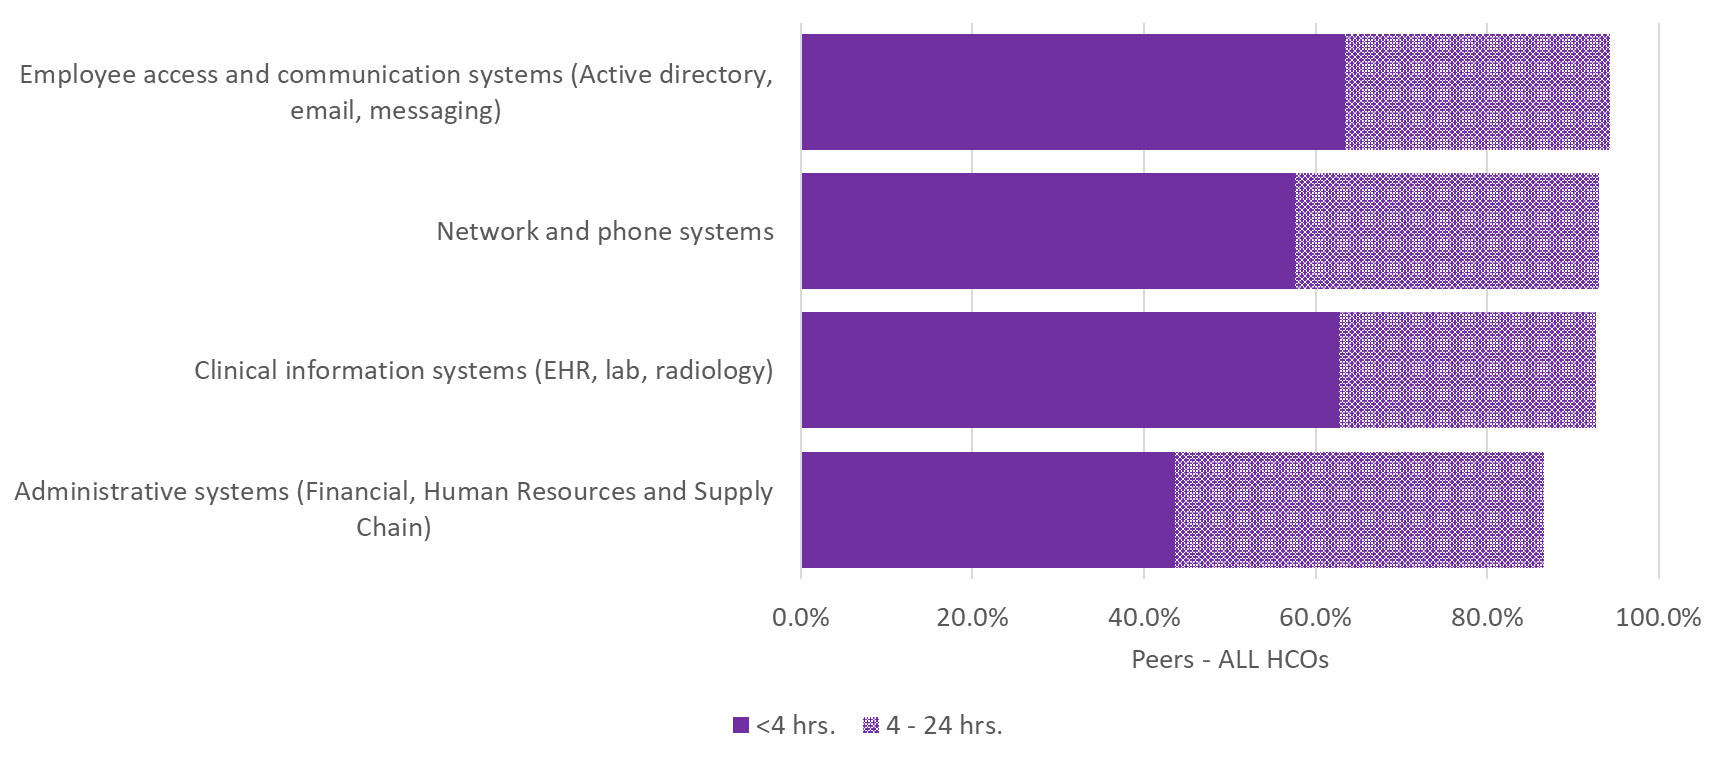 Employee access and communication systems (Active directory,
email, messaging)
Network and phone systems
Clinical information systems (EHR, lab, radiology)
Administrative systems (Financial, Human Resources and Supply
Chain)
0.0% 20.0% 40.0% 60.0% 80.0% 100.0%
Peers - ALL HCOs
<4 hrs. 4 - 24 hrs.